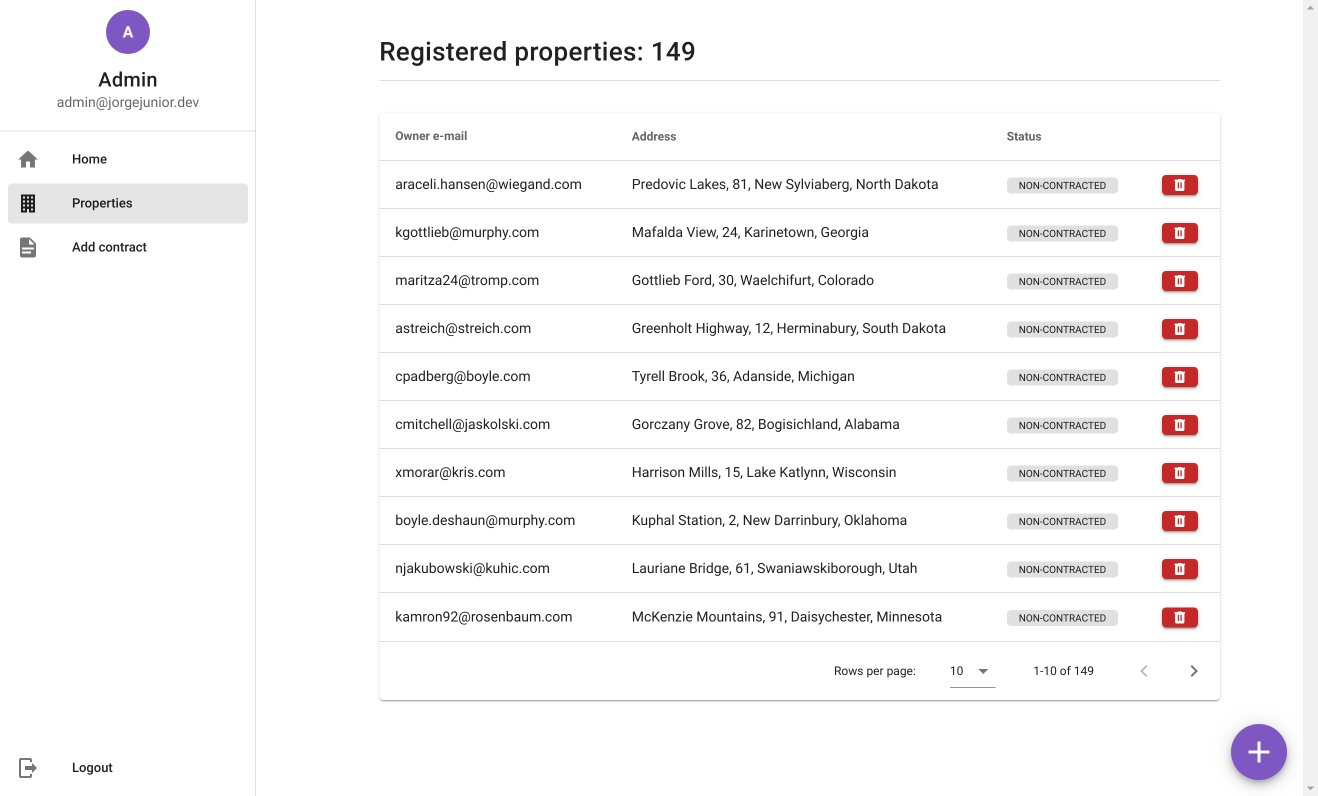 A
Admin
admin@jorgejunior.dev
Home
Properties
Add contract
Logout
Registered properties: 149
Owner e-mail Address Status
araceli.hansen@wiegand.com Predovic Lakes, 81, New Sylviaberg, North Dakota NON-CONTRACTED
kgottlieb@murphy.com Mafalda View, 24, Karinetown, Georgia NON-CONTRACTED
maritza24@tromp.com Gottlieb Ford, 30, Waelchifurt, Colorado NON-CONTRACTED
astreich@streich.com Greenholt Highway, 12, Herminabury, South Dakota NON-CONTRACTED
cpadberg@boyle.com Tyrell Brook, 36, Adanside, Michigan NON-CONTRACTED
cmitchell@jaskolski.com Gorczany Grove, 82, Bogisichland, Alabama NON-CONTRACTED
xmorar@kris.com Harrison Mills, 15, Lake Katlynn, Wisconsin NON-CONTRACTED
boyle.deshaun@murphy.com Kuphal Station, 2, New Darrinbury, Oklahoma NON-CONTRACTED
njakubowski@kuhic.com Lauriane Bridge, 61, Swaniawskiborough, Utah NON-CONTRACTED
kamron92@rosenbaum.com McKenzie Mountains, 91, Daisychester, Minnesota NON-CONTRACTED
Rows per page: 10 1-10 of 149